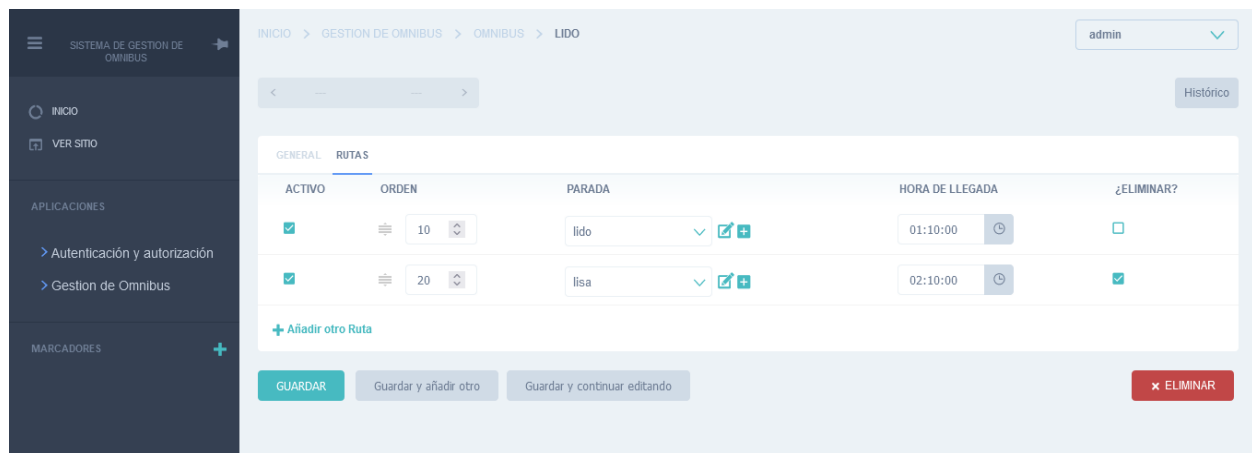 SISTEMA DE GESTION DE
OMNIBUS
INICIO > GESTION DE OMNIBUS > OMNIBUS > LIDO
admin
INICIO
VER SITIO
< — — >
Histórico
APLICACIONES
> Autenticación y autorización
> Gestion de Omnibus
MARCADORES +
GENERAL RUTAS
ACTIVO ORDEN PARADA HORA DE LLEGADA ¿ELIMINAR?
10 lido 01:10:00
20 lisa 02:10:00
+ Añadir otro Ruta
GUARDAR Guardar y añadir otro Guardar y continuar editando × ELIMINAR